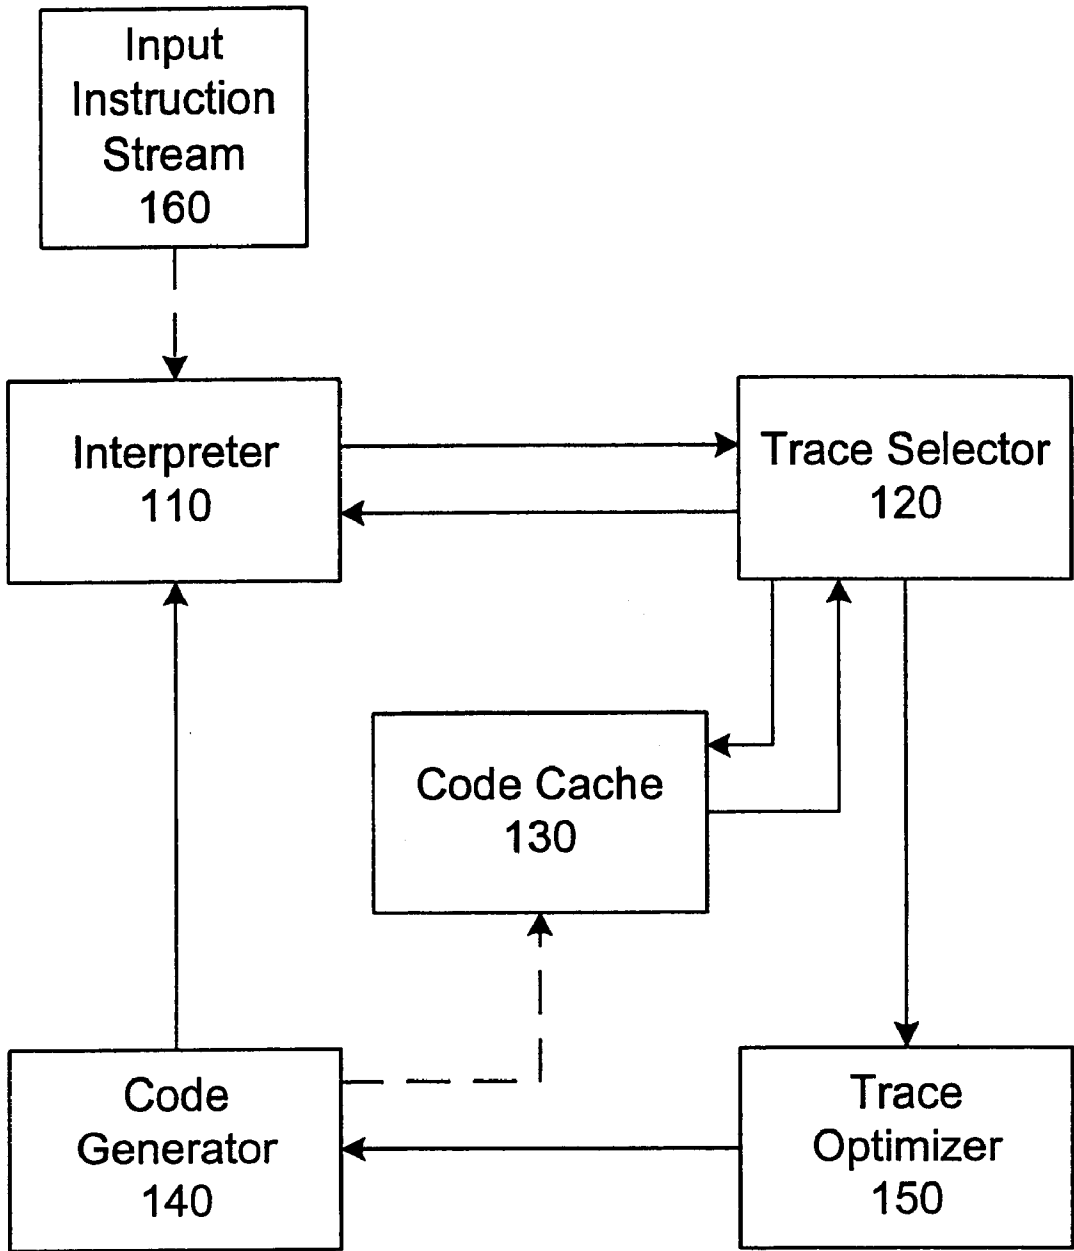 Input
Instruction
Stream
160
Interpreter
110
Trace Selector
120
Code Cache
130
Code
Generator
140
Trace
Optimizer
150